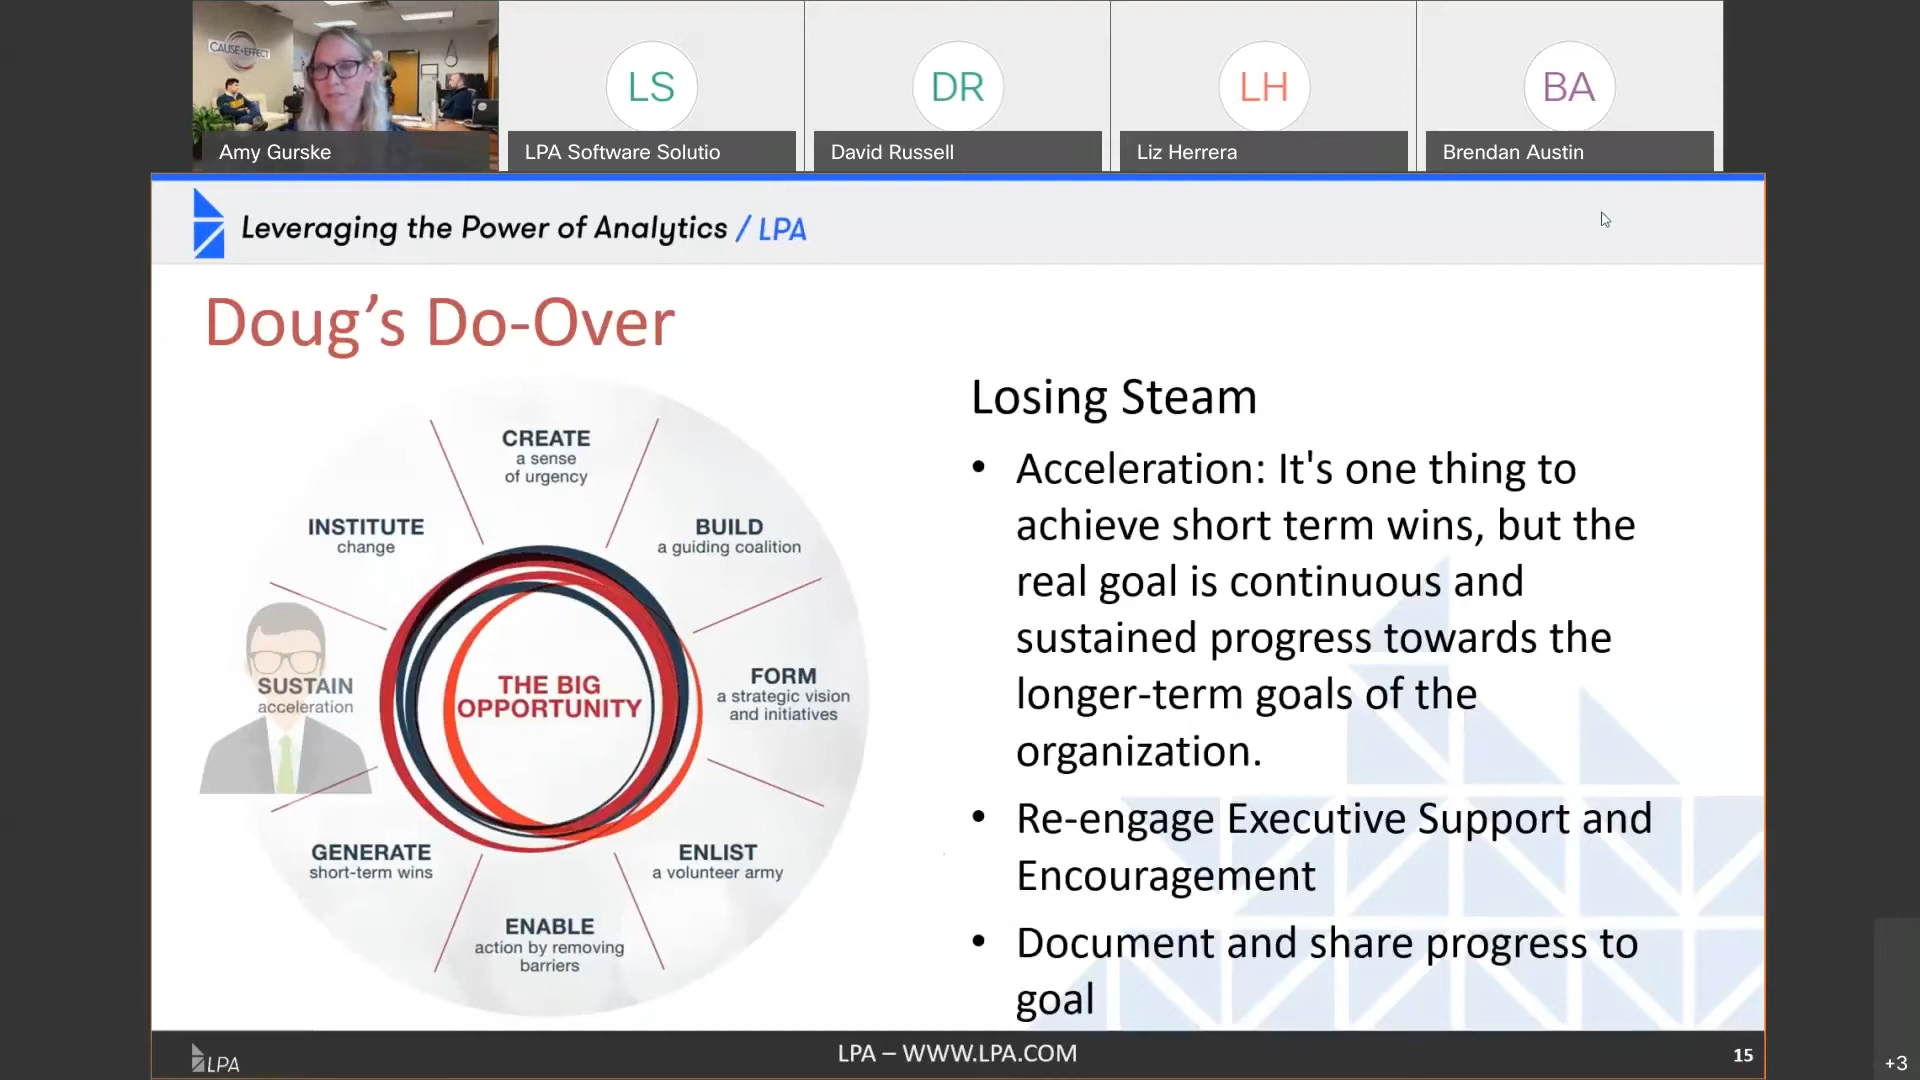 CAUSE+EFFECT
LS
DR
LH
BA
Amy Gurske
LPA Software Solutio
David Russell
Liz Herrera
Brendan Austin
Leveraging the Power of Analytics / LPA
Doug’s Do-Over
CREATE
a sense
of urgency
BUILD
a guiding coalition
FORM
a strategic vision
and initiatives
ENLIST
a volunteer army
ENABLE
action by removing
barriers
GENERATE
short-term wins
SUSTAIN
acceleration
INSTITUTE
change
THE BIG
OPPORTUNITY
Losing Steam
• Acceleration: It's one thing to
achieve short term wins, but the
real goal is continuous and
sustained progress towards the
longer-term goals of the
organization.
• Re-engage Executive Support and
Encouragement
• Document and share progress to
goal
LPA
LPA – WWW.LPA.COM
15
+3